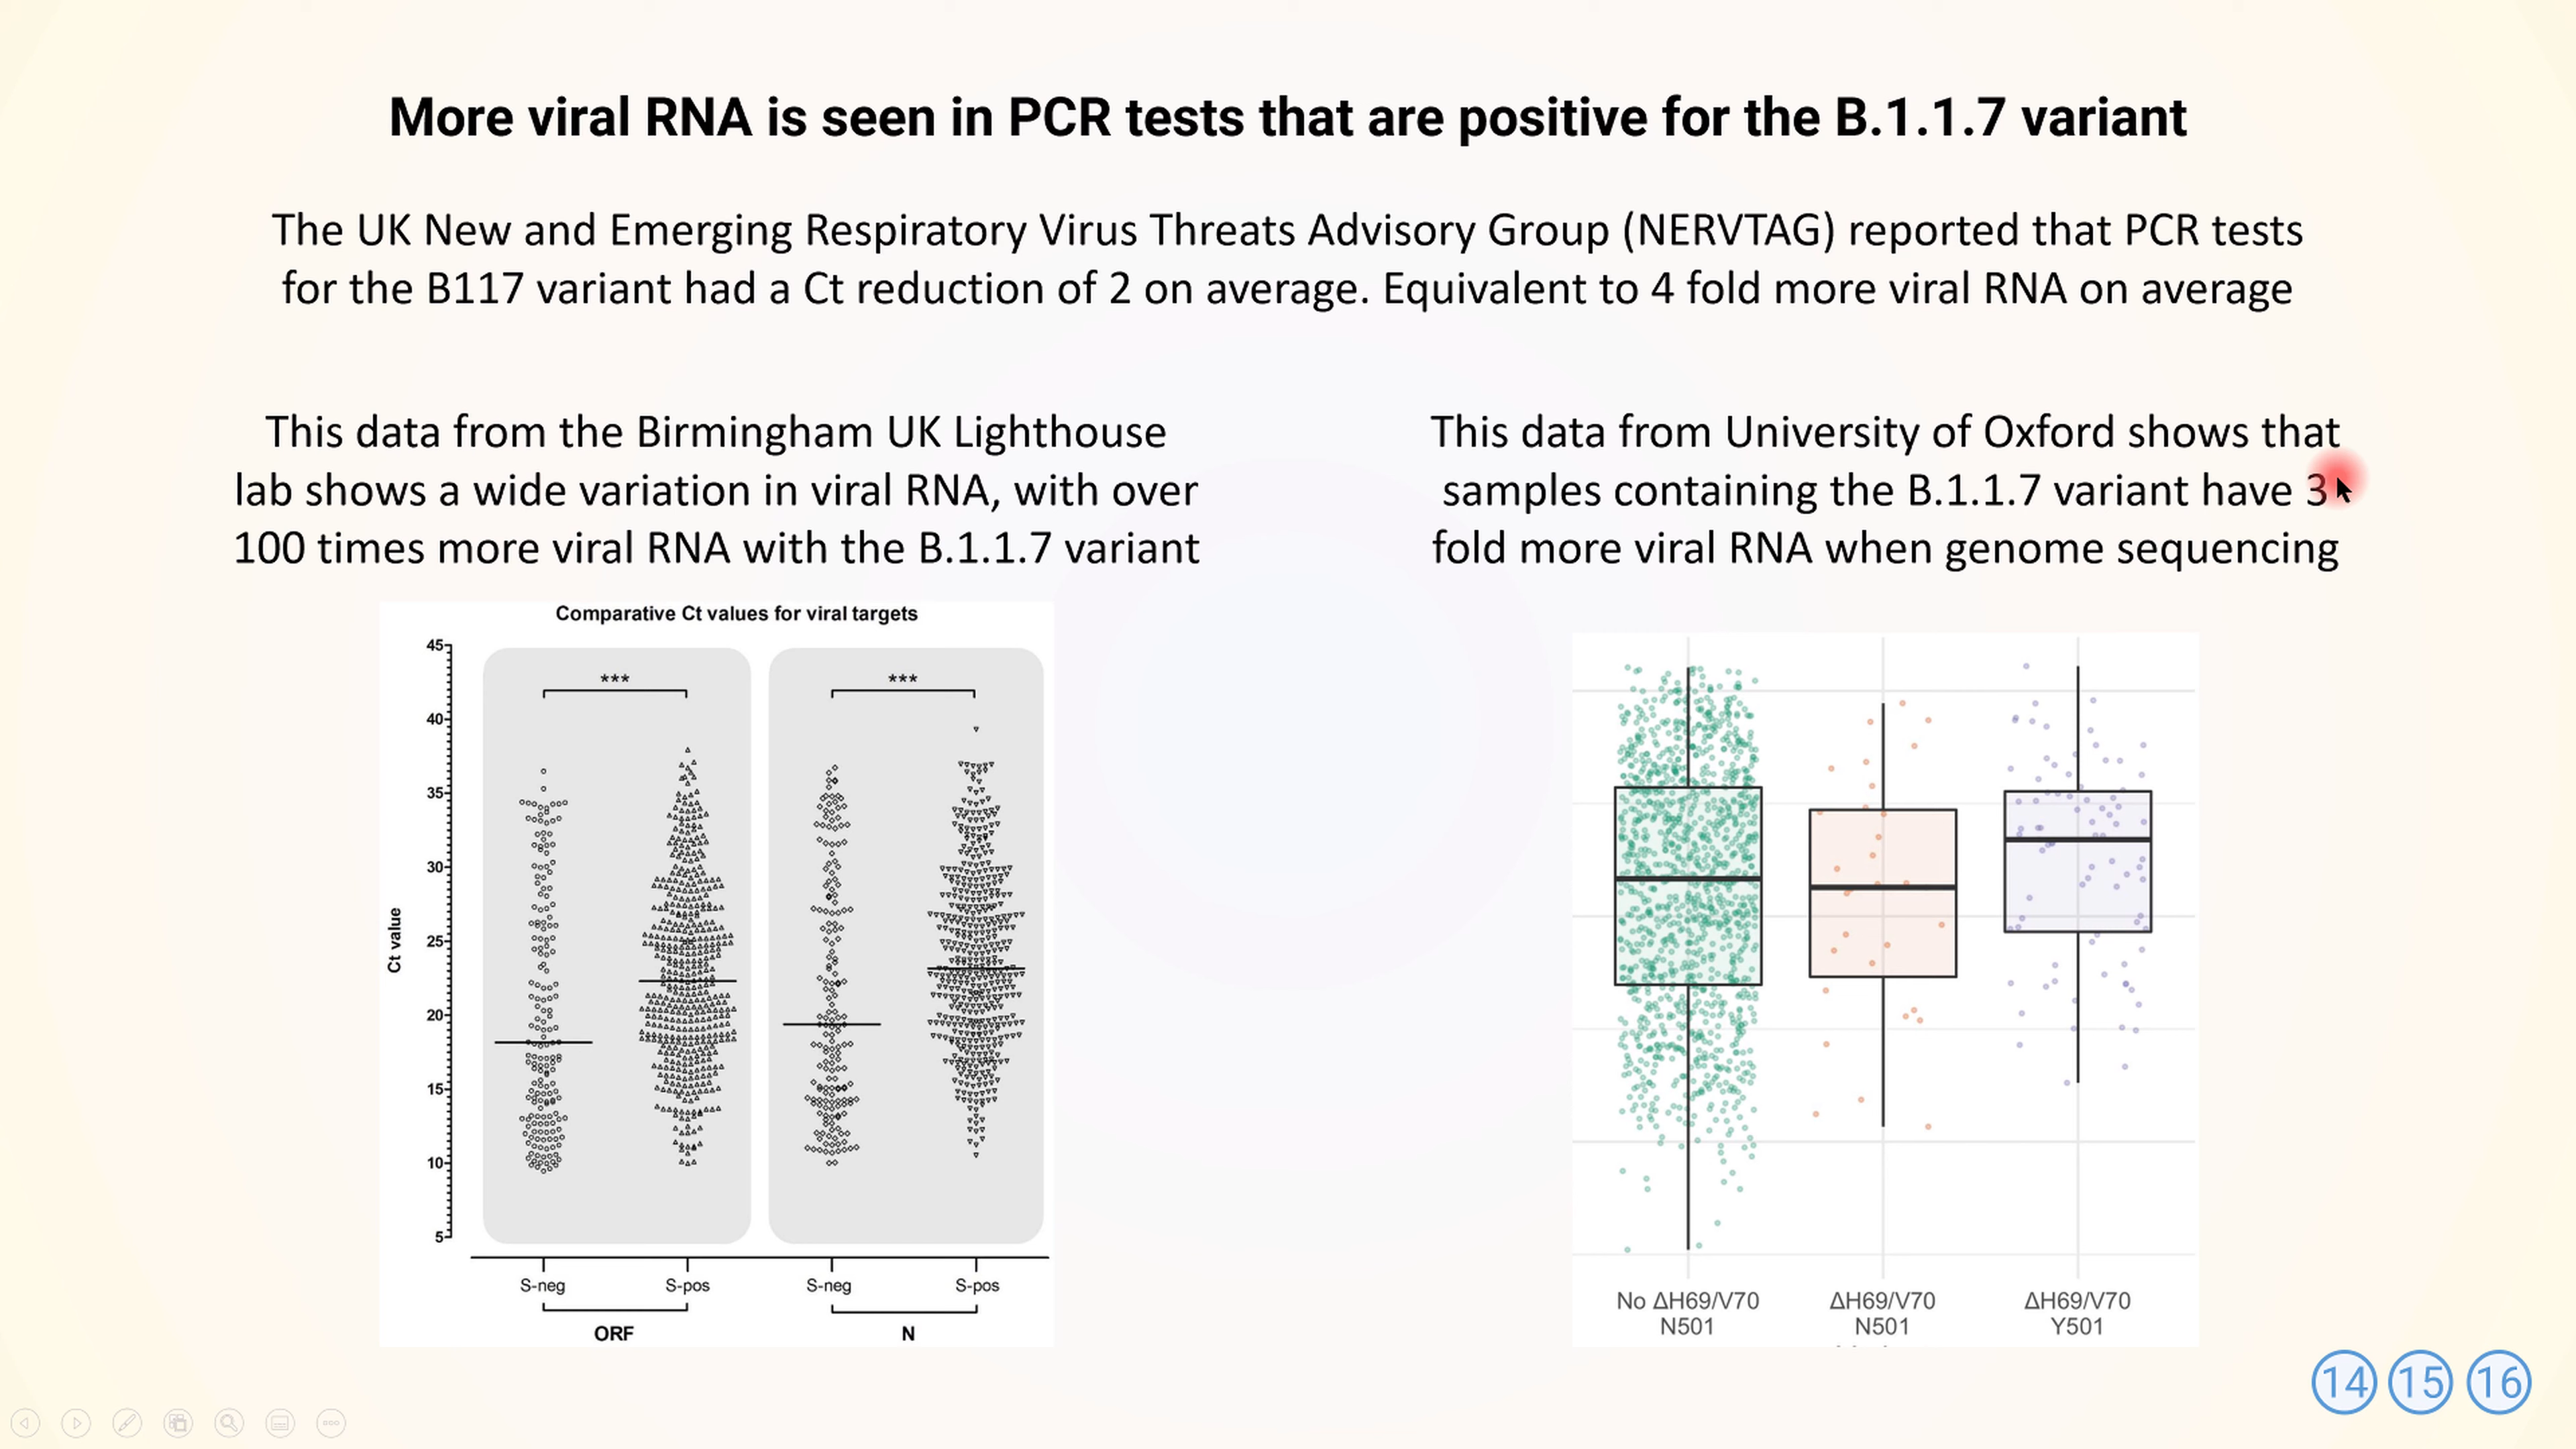 More viral RNA is seen in PCR tests that are positive for the B.1.1.7 variant
The UK New and Emerging Respiratory Virus Threats Advisory Group (NERVTAG) reported that PCR tests
for the B117 variant had a Ct reduction of 2 on average. Equivalent to 4 fold more viral RNA on average
This data from the Birmingham UK Lighthouse
lab shows a wide variation in viral RNA, with over
100 times more viral RNA with the B.1.1.7 variant
Comparative Ct values for viral targets
45
40
35
30
25
20
15
10
5
Ct value
*** ***
S-neg S-pos S-neg S-pos
ORF N
This data from University of Oxford shows that
samples containing the B.1.1.7 variant have 3
fold more viral RNA when genome sequencing
No ΔH69/V70 ΔH69/V70 ΔH69/V70
N501 N501 Y501
14 15 16